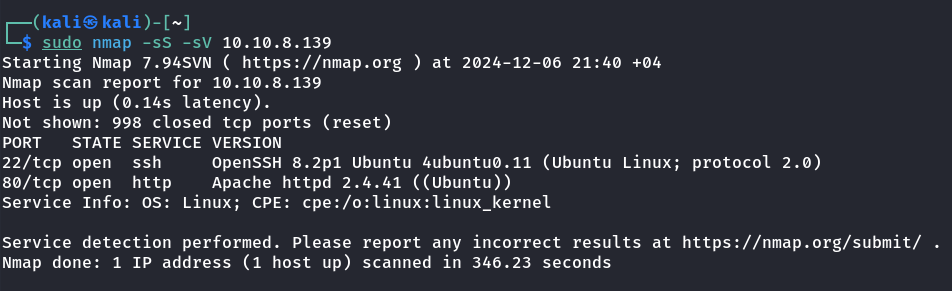 ┌──(kali㉿kali)-[~]
└─$ sudo nmap -sS -sV 10.10.8.139
Starting Nmap 7.94SVN ( https://nmap.org ) at 2024-12-06 21:40 +04
Nmap scan report for 10.10.8.139
Host is up (0.14s latency).
Not shown: 998 closed tcp ports (reset)
PORT   STATE SERVICE VERSION
22/tcp open  ssh     OpenSSH 8.2p1 Ubuntu 4ubuntu0.11 (Ubuntu Linux; protocol 2.0)
80/tcp open  http    Apache httpd 2.4.41 ((Ubuntu))
Service Info: OS: Linux; CPE: cpe:/o:linux:linux_kernel

Service detection performed. Please report any incorrect results at https://nmap.org/submit/ .
Nmap done: 1 IP address (1 host up) scanned in 346.23 seconds